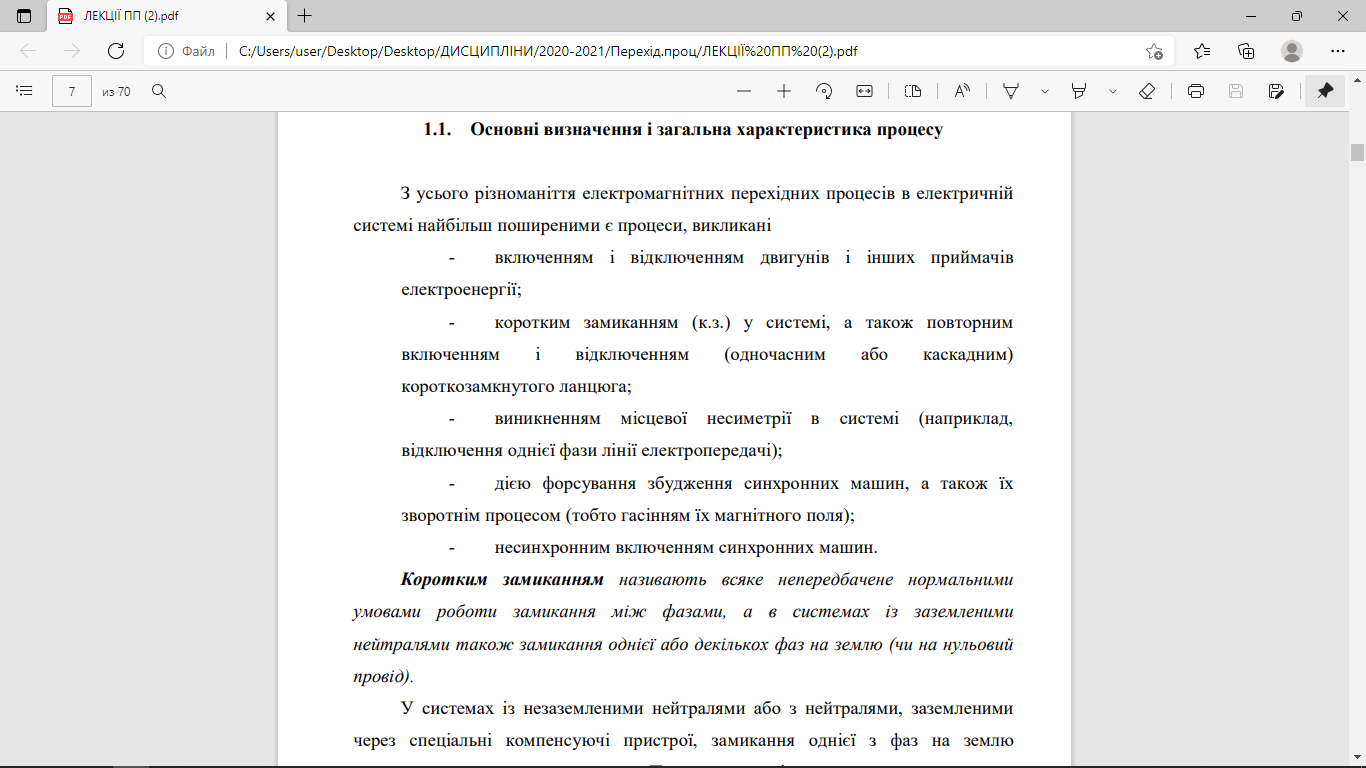 ЛЕКЦІЇ ПП (2).pdf
Файл
C:/Users/user/Desktop/Desktop/ДИСЦИПЛІНИ/2020-2021/Перехід.проц/ЛЕКЦІЇ%20ПП%20(2).pdf
7 из 70
1.1. Основні визначення і загальна характеристика процесу
З усього різноманіття електромагнітних перехідних процесів в електричній
системі найбільш поширеними є процеси, викликані
- включенням і відключенням двигунів і інших приймачів
електроенергії;
- коротким замиканням (к.з.) у системі, а також повторним
включенням і відключенням (одночасним або каскадним)
короткозамкнутого ланцюга;
- виникненням місцевої несиметрії в системі (наприклад,
відключення однієї фази лінії електропередачі);
- дією форсування збудження синхронних машин, а також їх
зворотнім процесом (тобто гасінням їх магнітного поля);
- несинхронним включенням синхронних машин.
Коротким замиканням називають всяке непередбачене нормальними
умовами роботи замикання між фазами, а в системах із заземленими
нейтралями також замикання однієї або декількох фаз на землю (чи на нульовий
провід).
У системах із незаземленими нейтралями або з нейтралями, заземленими
через спеціальні компенсуючі пристрої, замикання однієї з фаз на землю